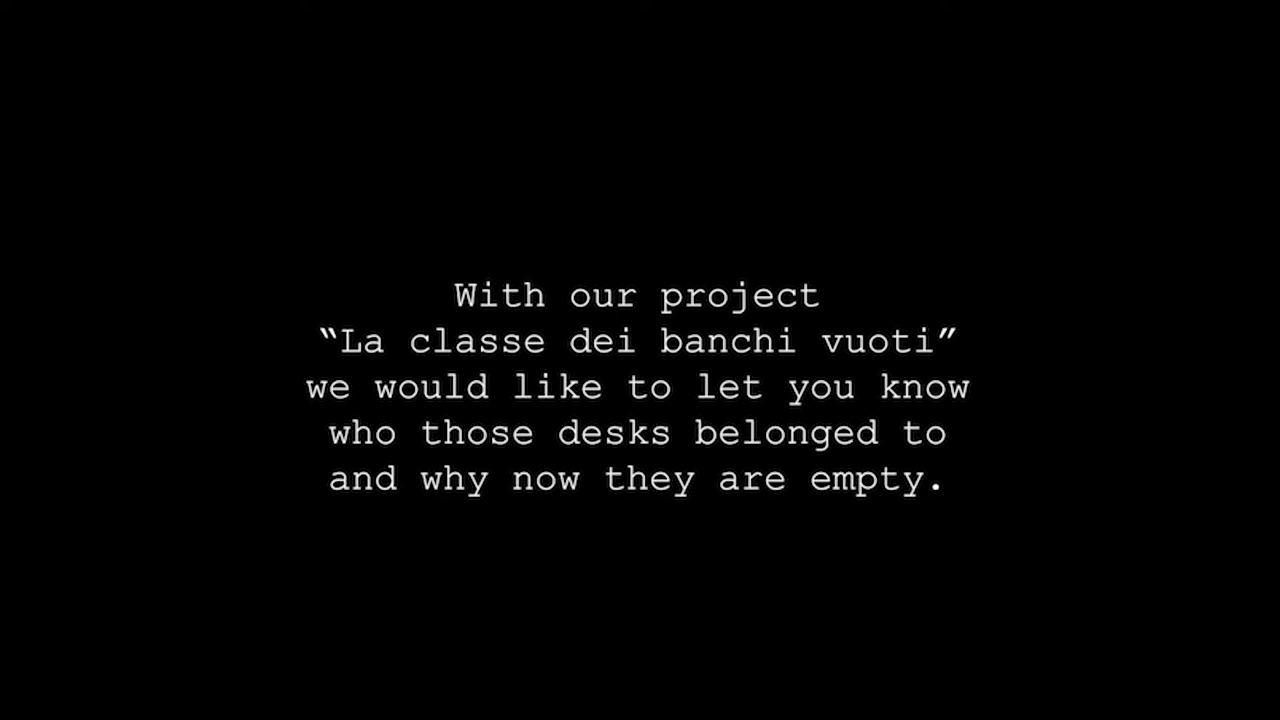 With our project
“La classe dei banchi vuoti”
we would like to let you know
who those desks belonged to
and why now they are empty.